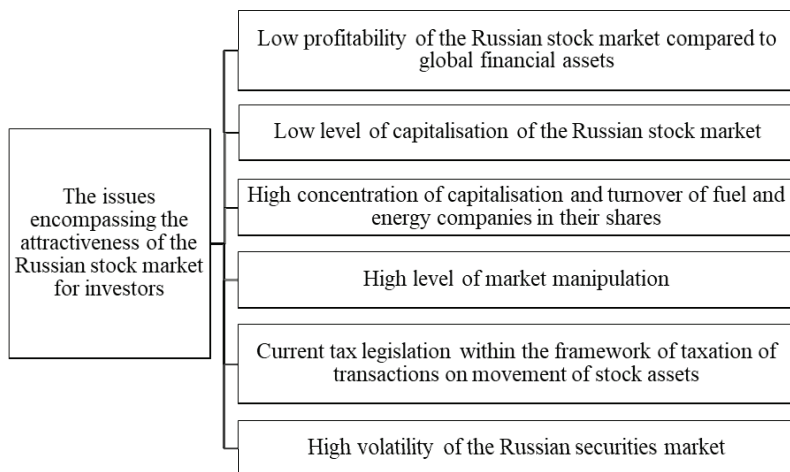 The issues
encompassing the
attractiveness of the
Russian stock market
for investors
Low profitability of the Russian stock market compared to
global financial assets
Low level of capitalisation of the Russian stock market
High concentration of capitalisation and turnover of fuel and
energy companies in their shares
High level of market manipulation
Current tax legislation within the framework of taxation of
transactions on movement of stock assets
High volatility of the Russian securities market